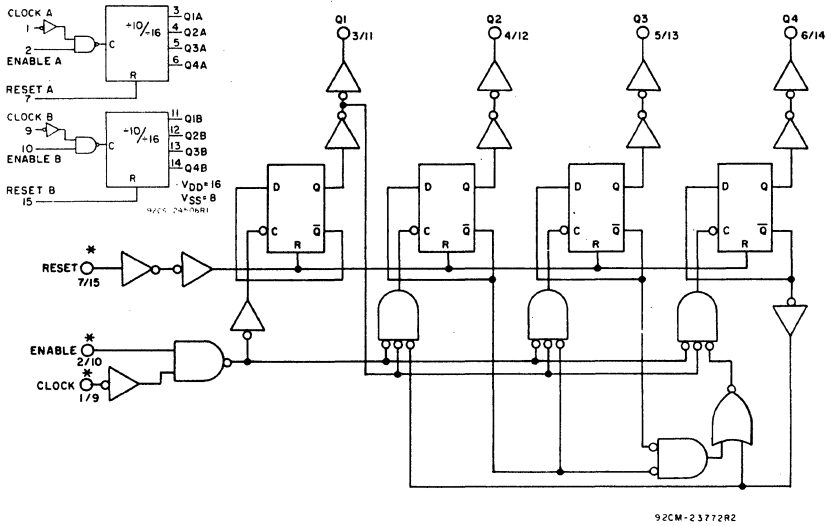 CLOCK A
1
2
ENABLE A
RESET A
7
C
÷10/÷16
R
3 Q1A
4 Q2A
5 Q3A
6 Q4A
CLOCK B
9
10
ENABLE B
RESET B
15
C
÷10/÷16
R
11 Q1B
12 Q2B
13 Q3B
14 Q4B
VDD=16
VSS=8
92CS-24506R1
Q1
3/11
Q2
4/12
Q3
5/13
Q4
6/14
D Q
C Q̅
R
D Q
C Q̅
R
D Q
C Q̅
R
D Q
C Q̅
R
*
RESET
7/15
*
ENABLE
2/10
*
CLOCK
1/9
92CM-23772R2